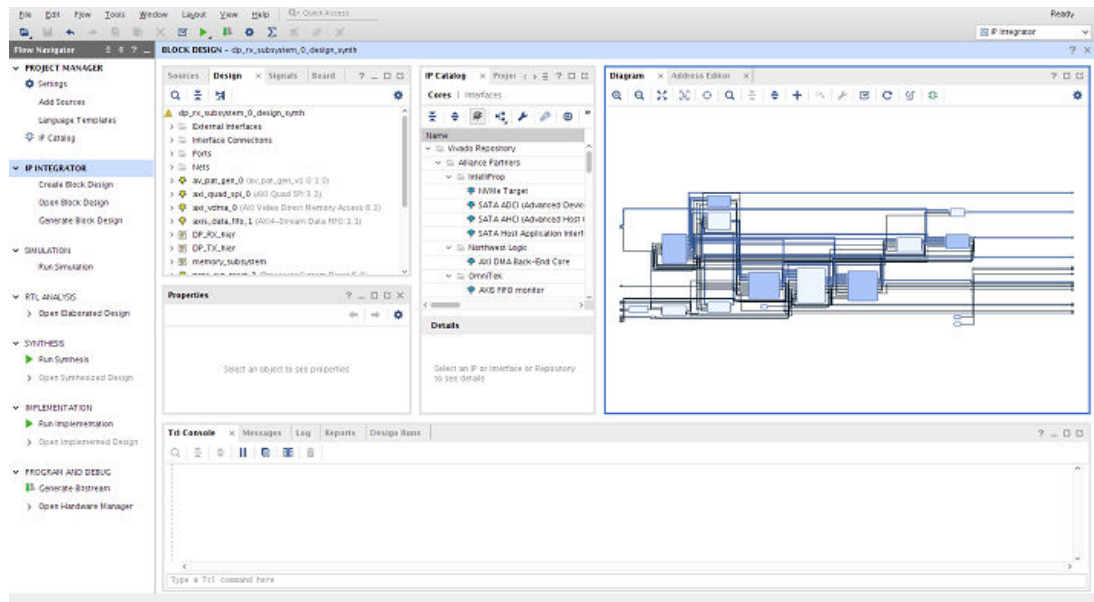 File Edit Flow Tools Window Layout View Help Quick Access
Ready
IP Integrator
Flow Navigator
BLOCK DESIGN - dp_rx_subsystem_0_design_synth
PROJECT MANAGER
Settings
Add Sources
Language Templates
IP Catalog
IP INTEGRATOR
Create Block Design
Open Block Design
Generate Block Design
SIMULATION
Run Simulation
RTL ANALYSIS
Open Elaborated Design
SYNTHESIS
Run Synthesis
Open Synthesized Design
IMPLEMENTATION
Run Implementation
Open Implemented Design
PROGRAM AND DEBUG
Generate Bitstream
Open Hardware Manager
Sources Design Signals Board
dp_rx_subsystem_0_design_synth
External Interfaces
Interface Connections
Ports
Nets
av_pat_gen_0 (av_pat_gen_v1.0:1.0)
axi_quad_spi_0 (AXI Quad SPI:3.2)
axi_vdma_0 (AXI Video Direct Memory Access:6.3)
axis_data_fifo_1 (AXI4-Stream Data FIFO:1.1)
DP_RX_hier
DP_TX_hier
memory_subsystem
Properties
Select an object to see properties
IP Catalog
Cores | Interfaces
Name
Vivado Repository
Alliance Partners
IntelliProp
NVMe Target
SATA ADCI (Advanced Devic
SATA AHCI (Advanced Host
SATA Host Application Interf
Northwest Logic
AXI DMA Back-End Core
OmniTek
AXIS FIFO monitor
Details
Select an IP or Interface or Repository
to see details
Diagram Address Editor
Tcl Console Messages Log Reports Design Runs
Type a Tcl command here